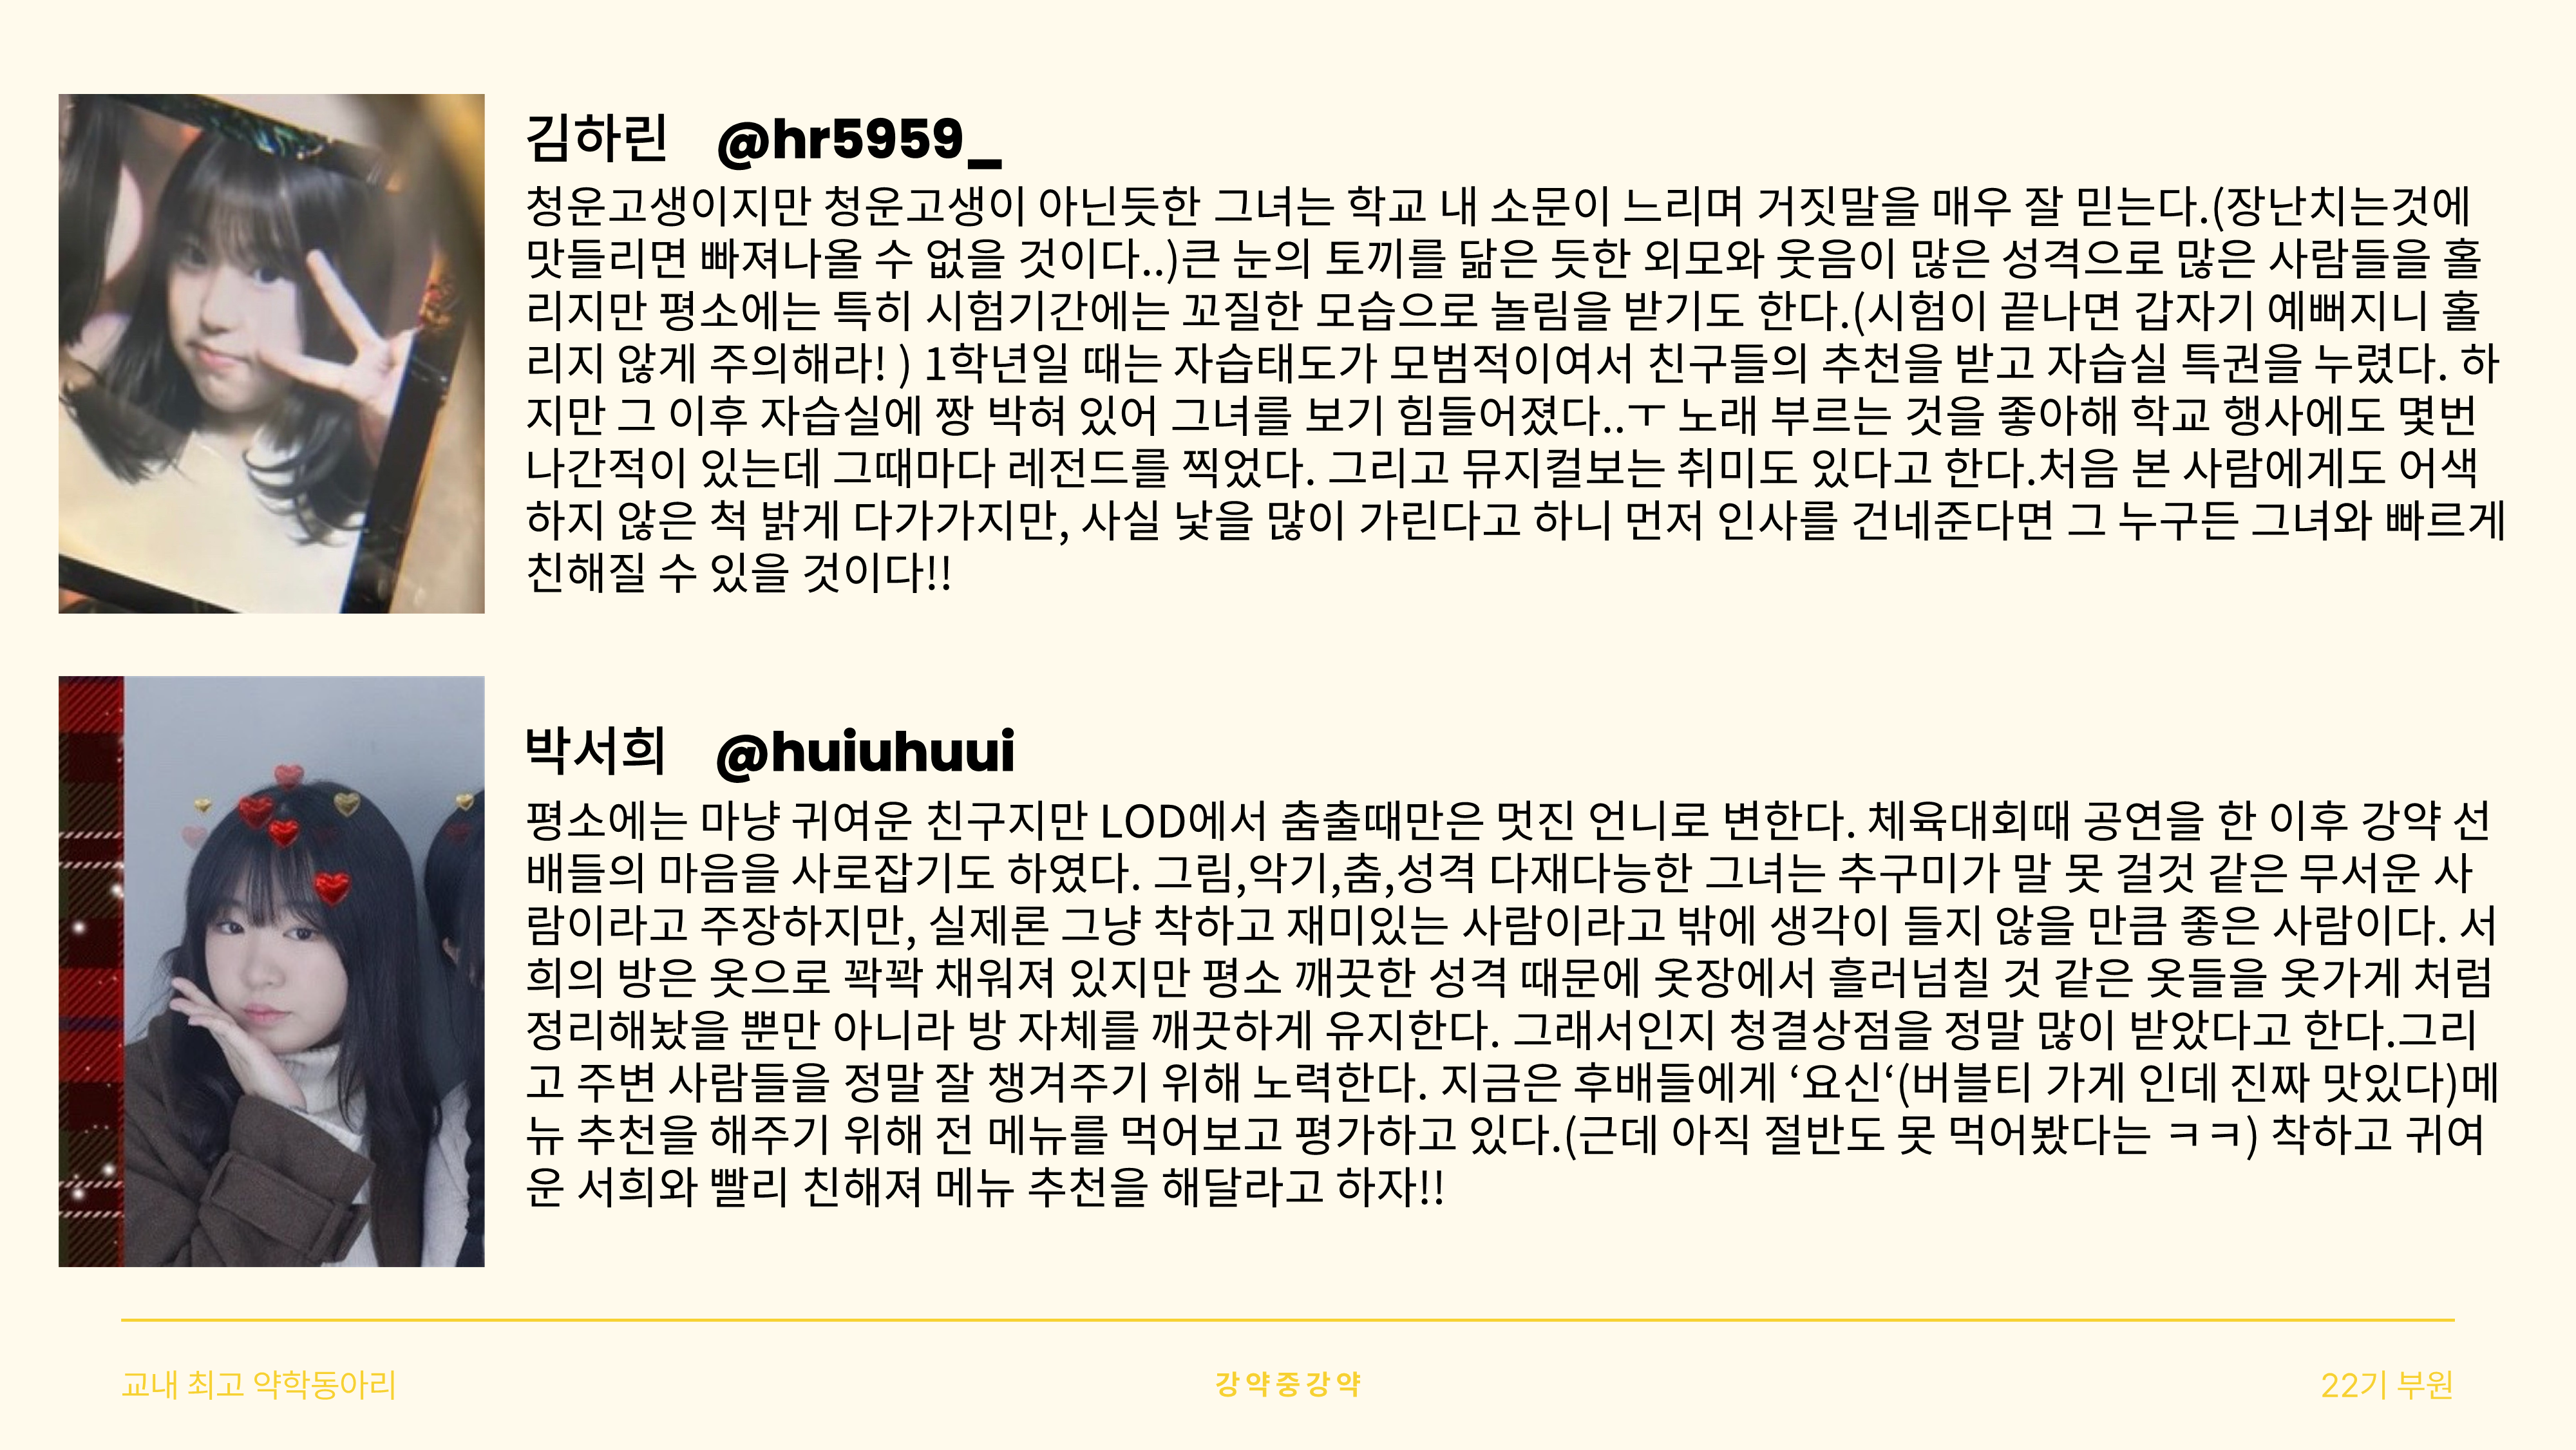 김하린 @hr5959_
청운고생이지만 청운고생이 아닌듯한 그녀는 학교 내 소문이 느리며 거짓말을 매우 잘 믿는다.(장난치는것에
맛들리면 빠져나올 수 없을 것이다..)큰 눈의 토끼를 닮은 듯한 외모와 웃음이 많은 성격으로 많은 사람들을 홀
리지만 평소에는 특히 시험기간에는 꼬질한 모습으로 놀림을 받기도 한다.(시험이 끝나면 갑자기 예뻐지니 홀
리지 않게 주의해라! ) 1학년일 때는 자습태도가 모범적이여서 친구들의 추천을 받고 자습실 특권을 누렸다. 하
지만 그 이후 자습실에 짱 박혀 있어 그녀를 보기 힘들어졌다..ㅜ 노래 부르는 것을 좋아해 학교 행사에도 몇번
나간적이 있는데 그때마다 레전드를 찍었다. 그리고 뮤지컬보는 취미도 있다고 한다.처음 본 사람에게도 어색
하지 않은 척 밝게 다가가지만, 사실 낯을 많이 가린다고 하니 먼저 인사를 건네준다면 그 누구든 그녀와 빠르게
친해질 수 있을 것이다!!
박서희 @huiuhuui
평소에는 마냥 귀여운 친구지만 LOD에서 춤출때만은 멋진 언니로 변한다. 체육대회때 공연을 한 이후 강약 선
배들의 마음을 사로잡기도 하였다. 그림,악기,춤,성격 다재다능한 그녀는 추구미가 말 못 걸것 같은 무서운 사
람이라고 주장하지만, 실제론 그냥 착하고 재미있는 사람이라고 밖에 생각이 들지 않을 만큼 좋은 사람이다. 서
희의 방은 옷으로 꽉꽉 채워져 있지만 평소 깨끗한 성격 때문에 옷장에서 흘러넘칠 것 같은 옷들을 옷가게 처럼
정리해놨을 뿐만 아니라 방 자체를 깨끗하게 유지한다. 그래서인지 청결상점을 정말 많이 받았다고 한다.그리
고 주변 사람들을 정말 잘 챙겨주기 위해 노력한다. 지금은 후배들에게 ‘요신‘(버블티 가게 인데 진짜 맛있다)메
뉴 추천을 해주기 위해 전 메뉴를 먹어보고 평가하고 있다.(근데 아직 절반도 못 먹어봤다는 ㅋㅋ) 착하고 귀여
운 서희와 빨리 친해져 메뉴 추천을 해달라고 하자!!
교내 최고 약학동아리 강약중강약 22기 부원